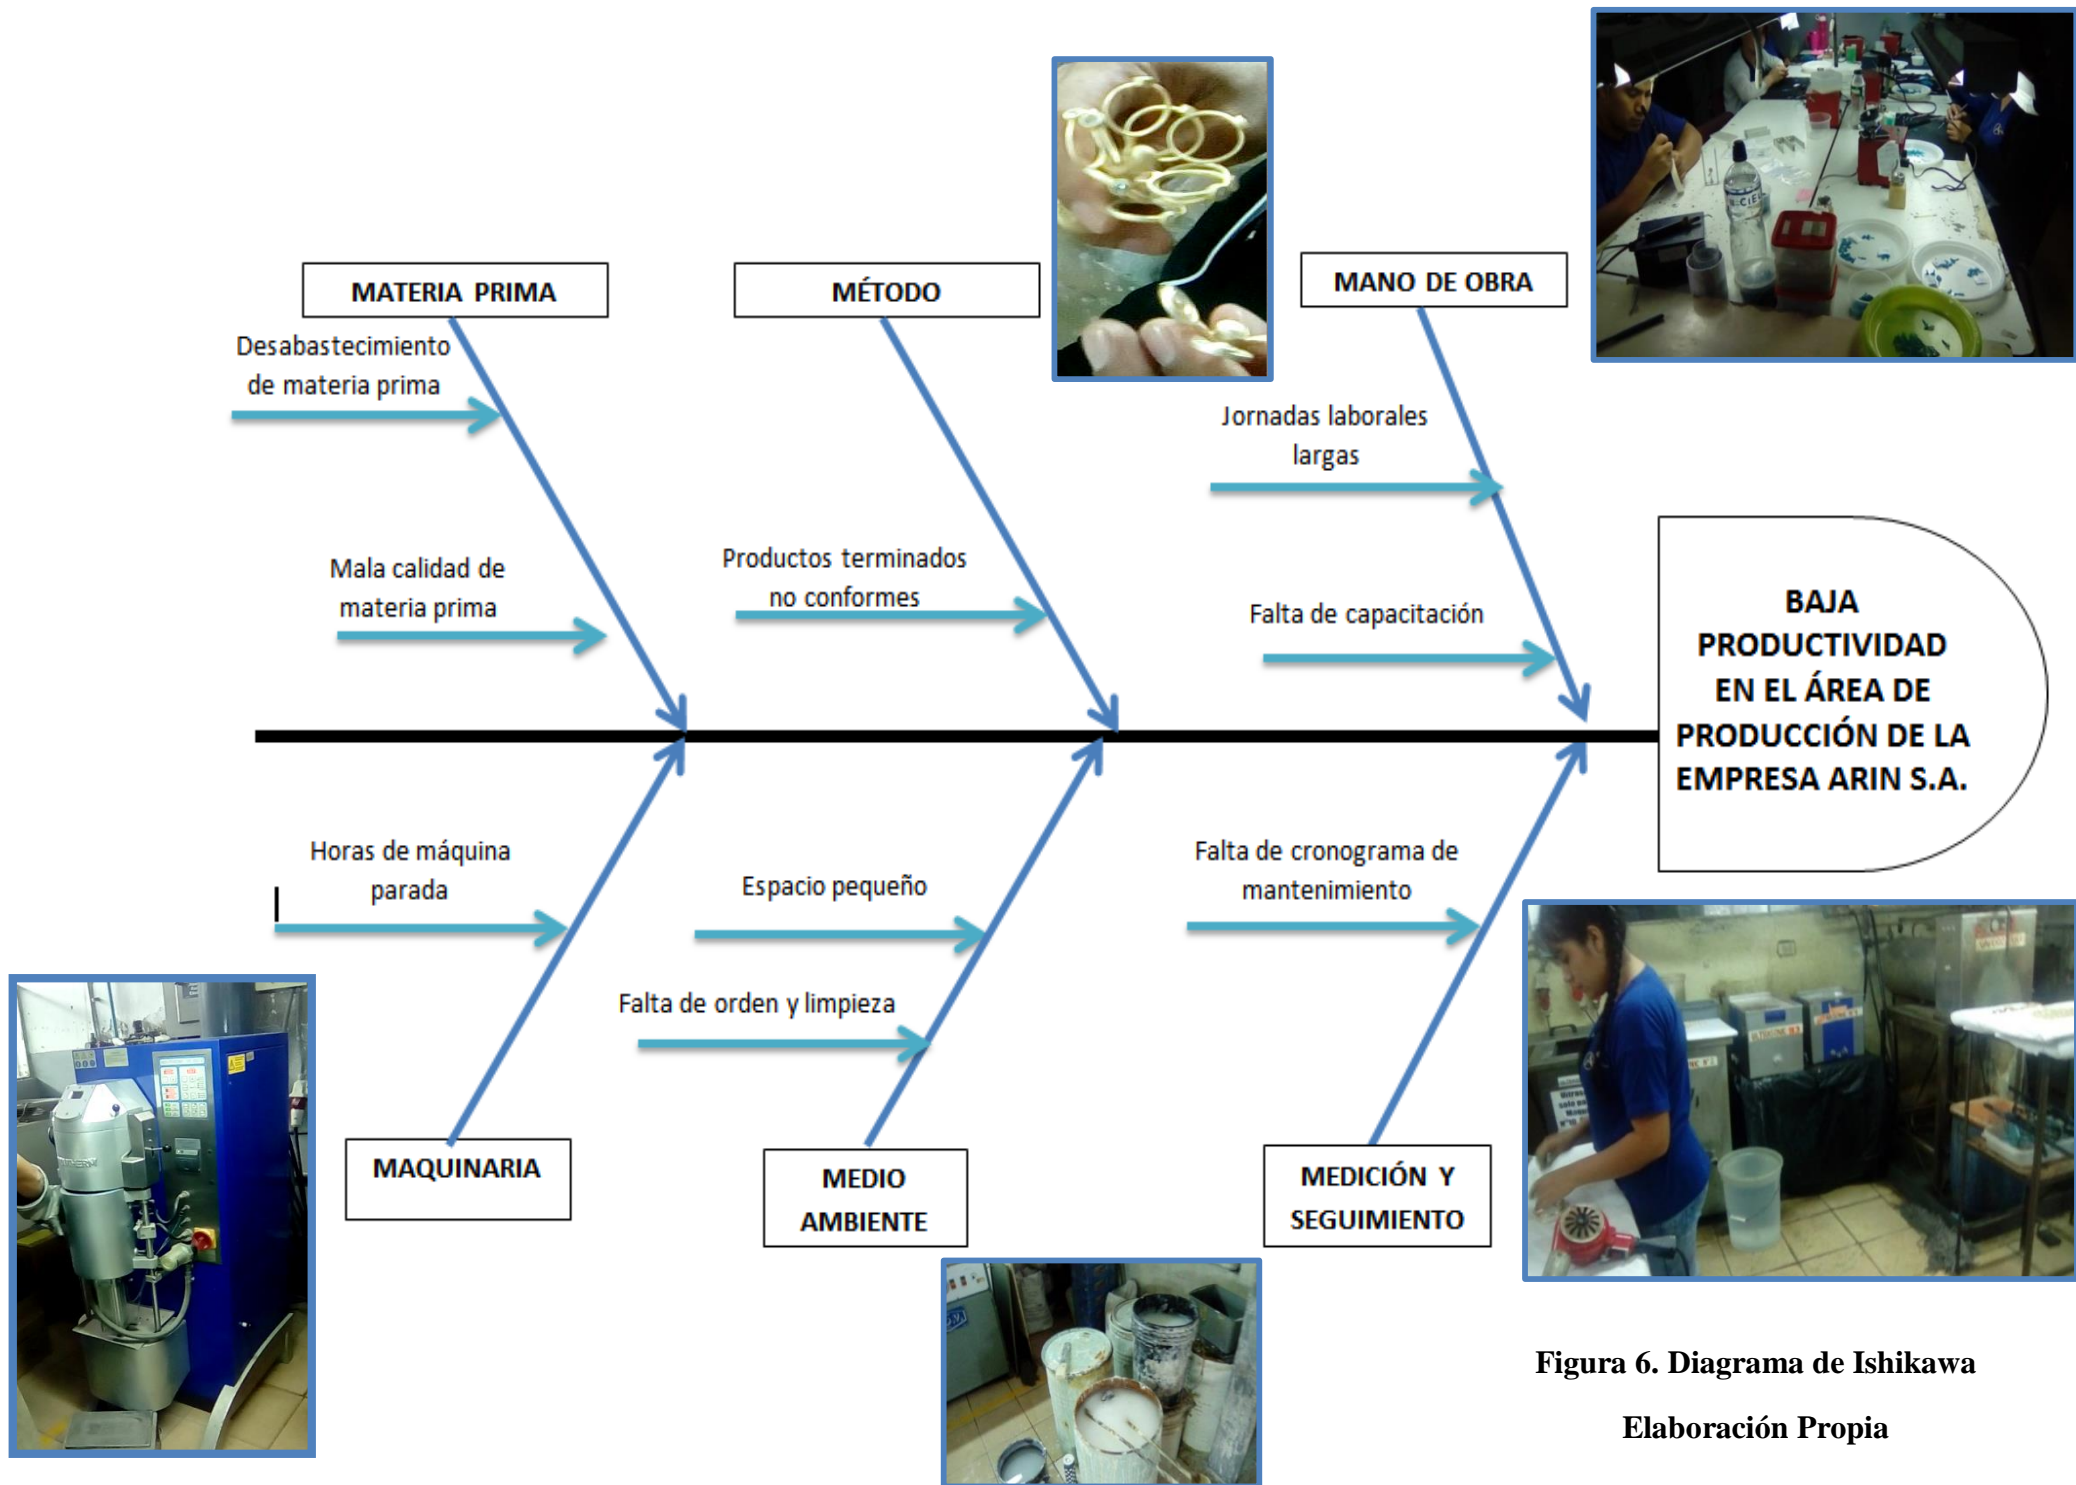 MATERIA PRIMA
MÉTODO
MANO DE OBRA
Desabastecimiento
de materia prima
Mala calidad de
materia prima
Productos terminados
no conformes
Jornadas laborales
largas
Falta de capacitación
BAJA
PRODUCTIVIDAD
EN EL ÁREA DE
PRODUCCIÓN DE LA
EMPRESA ARIN S.A.
Horas de máquina
parada
Espacio pequeño
Falta de orden y limpieza
Falta de cronograma de
mantenimiento
MAQUINARIA
MEDIO
AMBIENTE
MEDICIÓN Y
SEGUIMIENTO
Figura 6. Diagrama de Ishikawa
Elaboración Propia